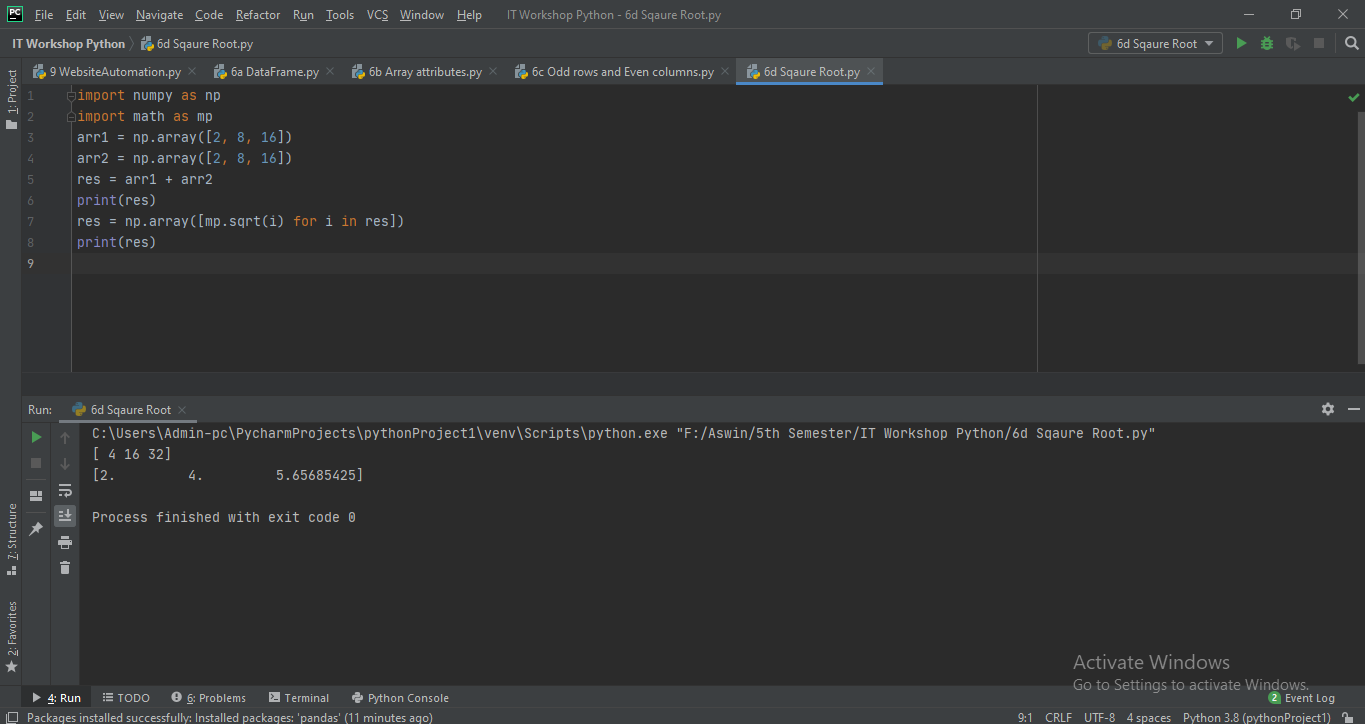 PC File Edit View Navigate Code Refactor Run Tools VCS Window Help IT Workshop Python - 6d Sqaure Root.py
IT Workshop Python 6d Sqaure Root.py 6d Sqaure Root
9 WebsiteAutomation.py 6a DataFrame.py 6b Array attributes.py 6c Odd rows and Even columns.py 6d Sqaure Root.py
1: Project
1 import numpy as np
2 import math as mp
3 arr1 = np.array([2, 8, 16])
4 arr2 = np.array([2, 8, 16])
5 res = arr1 + arr2
6 print(res)
7 res = np.array([mp.sqrt(i) for i in res])
8 print(res)
9
Run: 6d Sqaure Root
C:\Users\Admin-pc\PycharmProjects\pythonProject1\venv\Scripts\python.exe "F:/Aswin/5th Semester/IT Workshop Python/6d Sqaure Root.py"
[ 4 16 32]
[2.         4.         5.65685425]
Process finished with exit code 0
7: Structure
2: Favorites
Activate Windows
Go to Settings to activate Windows.
4: Run TODO 6: Problems Terminal Python Console 2 Event Log
Packages installed successfully: Installed packages: 'pandas' (11 minutes ago) 9:1 CRLF UTF-8 4 spaces Python 3.8 (pythonProject1)